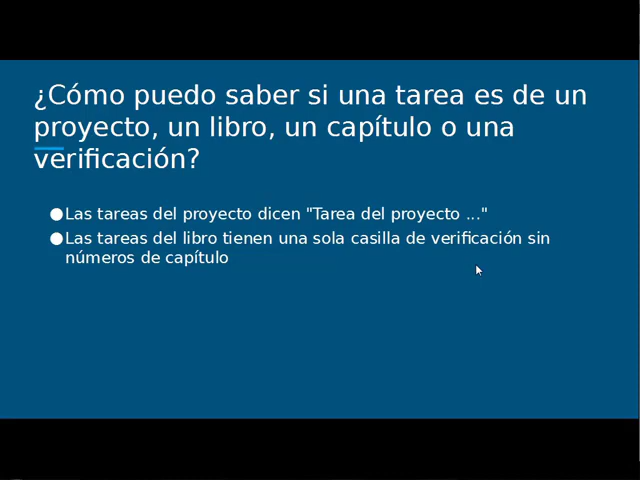 ¿Cómo puedo saber si una tarea es de un
proyecto, un libro, un capítulo o una
verificación?
●Las tareas del proyecto dicen "Tarea del proyecto ..."
●Las tareas del libro tienen una sola casilla de verificación sin
números de capítulo